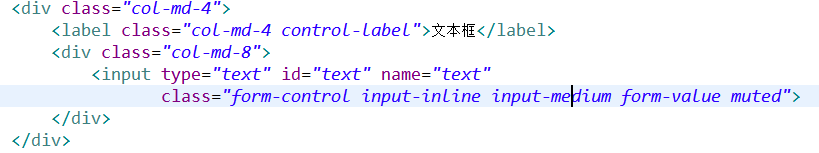 <div class="col-md-4">
    <label class="col-md-4 control-label">文本框</label>
    <div class="col-md-8">
        <input type="text" id="text" name="text"
               class="form-control input-inline input-medium form-value muted">
    </div>
</div>